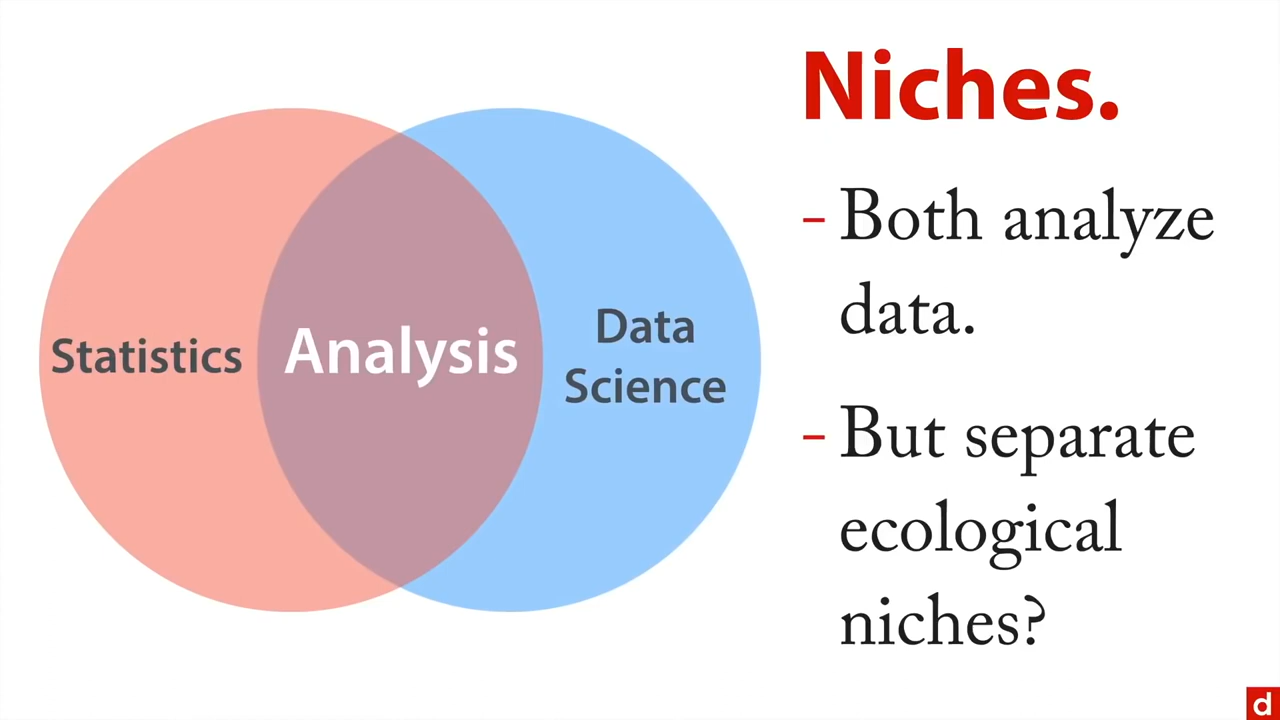 Niches.
Statistics
Analysis
Data
Science
- Both analyze
data.
- But separate
ecological
niches?
d